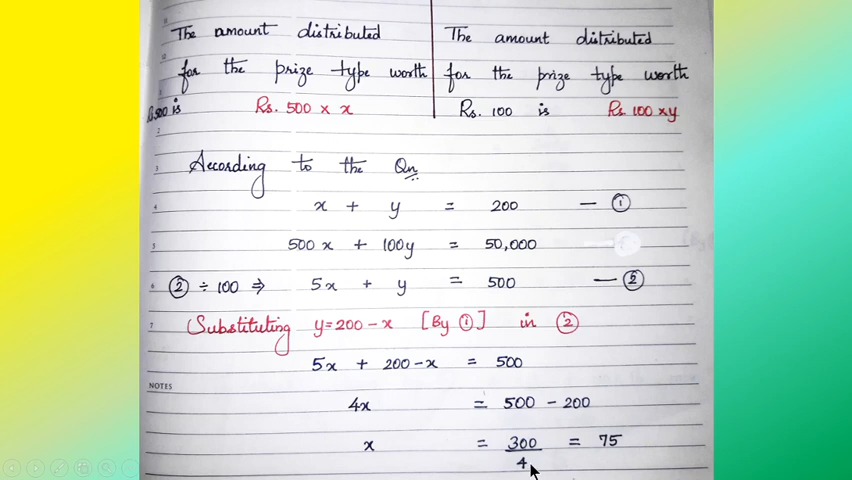 The amount distributed
for the prize type worth
Rs. 500 is Rs. 500 × x
The amount distributed
for the prize type worth
Rs. 100 is Rs. 100 × y
According to the Qn
x + y = 200 — ①
500x + 100y = 50,000
② ÷ 100 ⇒ 5x + y = 500 — ②
Substituting y = 200 − x [By ①] in ②
5x + 200 − x = 500
NOTES
4x = 500 − 200
x = 300/4 = 75